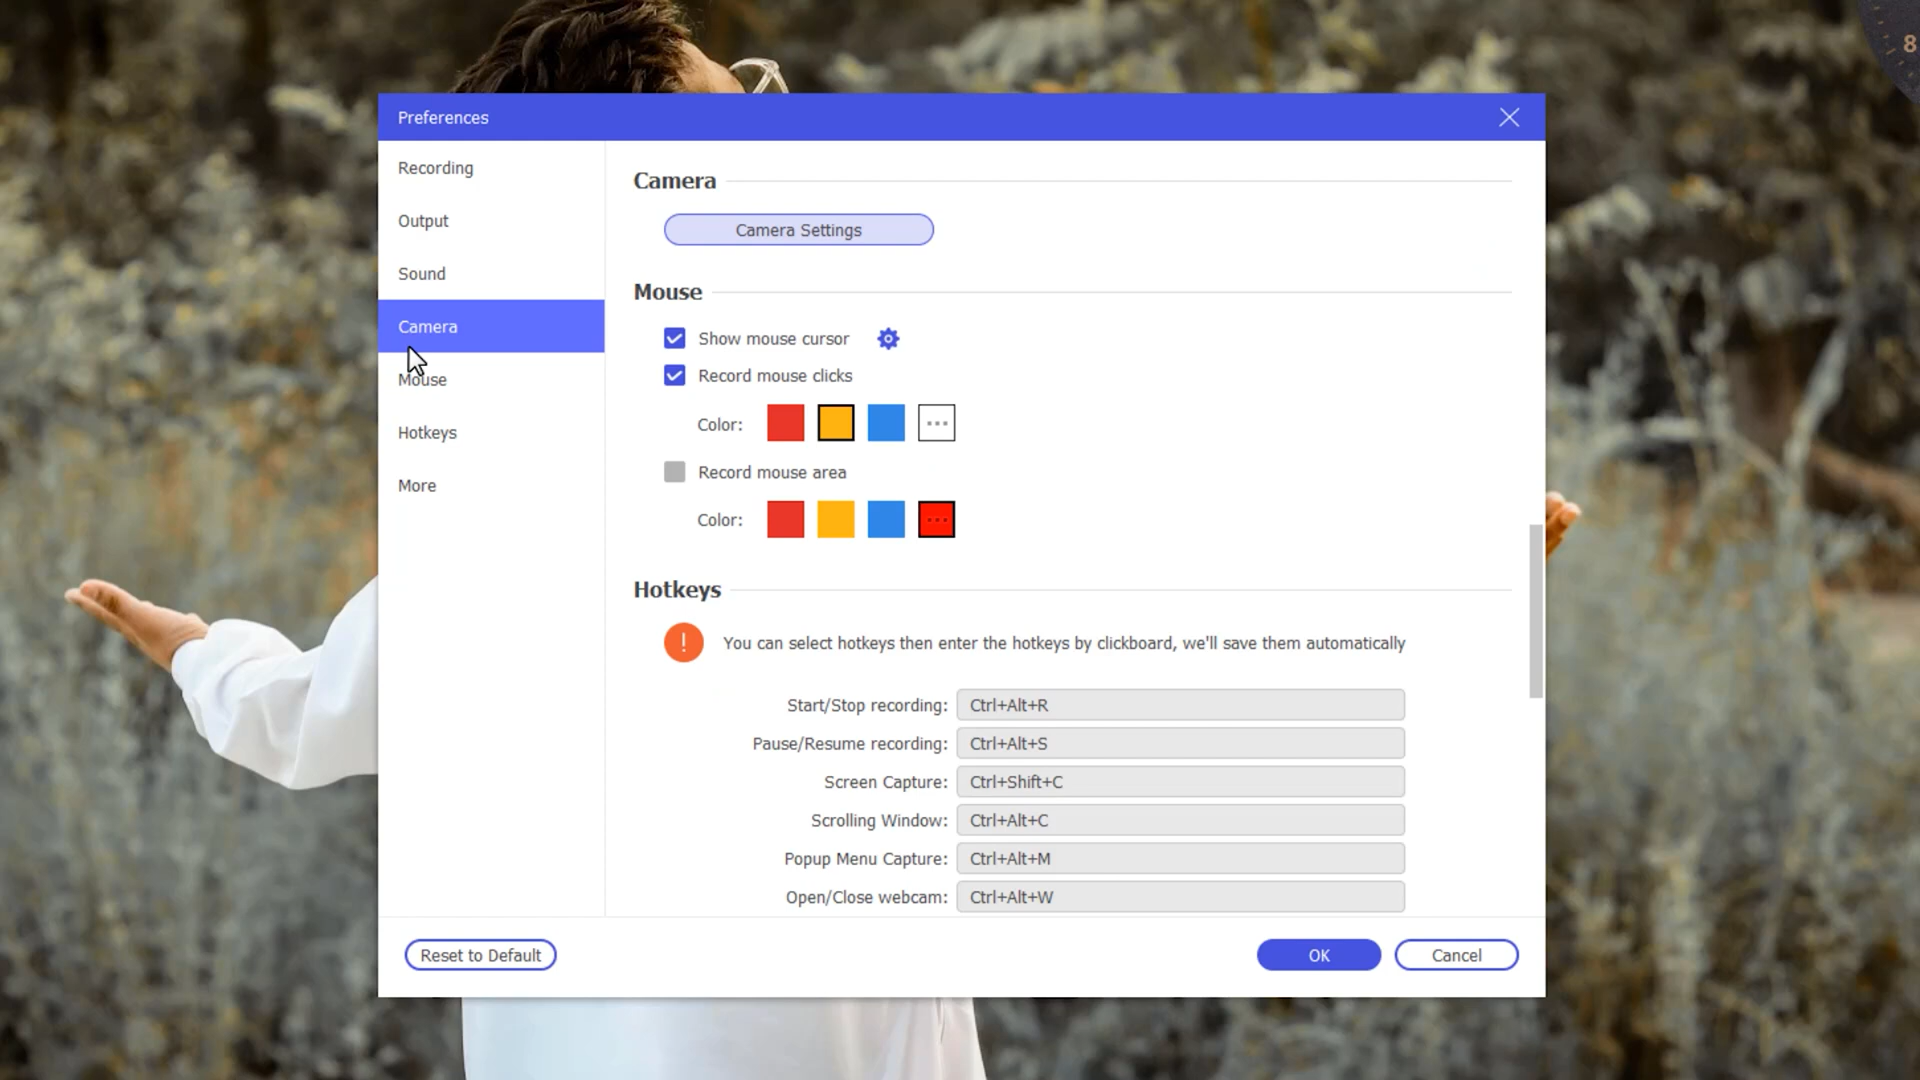 8
Preferences
Recording
Output
Sound
Camera
Mouse
Hotkeys
More
Camera
Camera Settings
Mouse
Show mouse cursor
Record mouse clicks
Color:
Record mouse area
Color:
Hotkeys
You can select hotkeys then enter the hotkeys by clickboard, we'll save them automatically
Start/Stop recording: Ctrl+Alt+R
Pause/Resume recording: Ctrl+Alt+S
Screen Capture: Ctrl+Shift+C
Scrolling Window: Ctrl+Alt+C
Popup Menu Capture: Ctrl+Alt+M
Open/Close webcam: Ctrl+Alt+W
Reset to Default
OK
Cancel